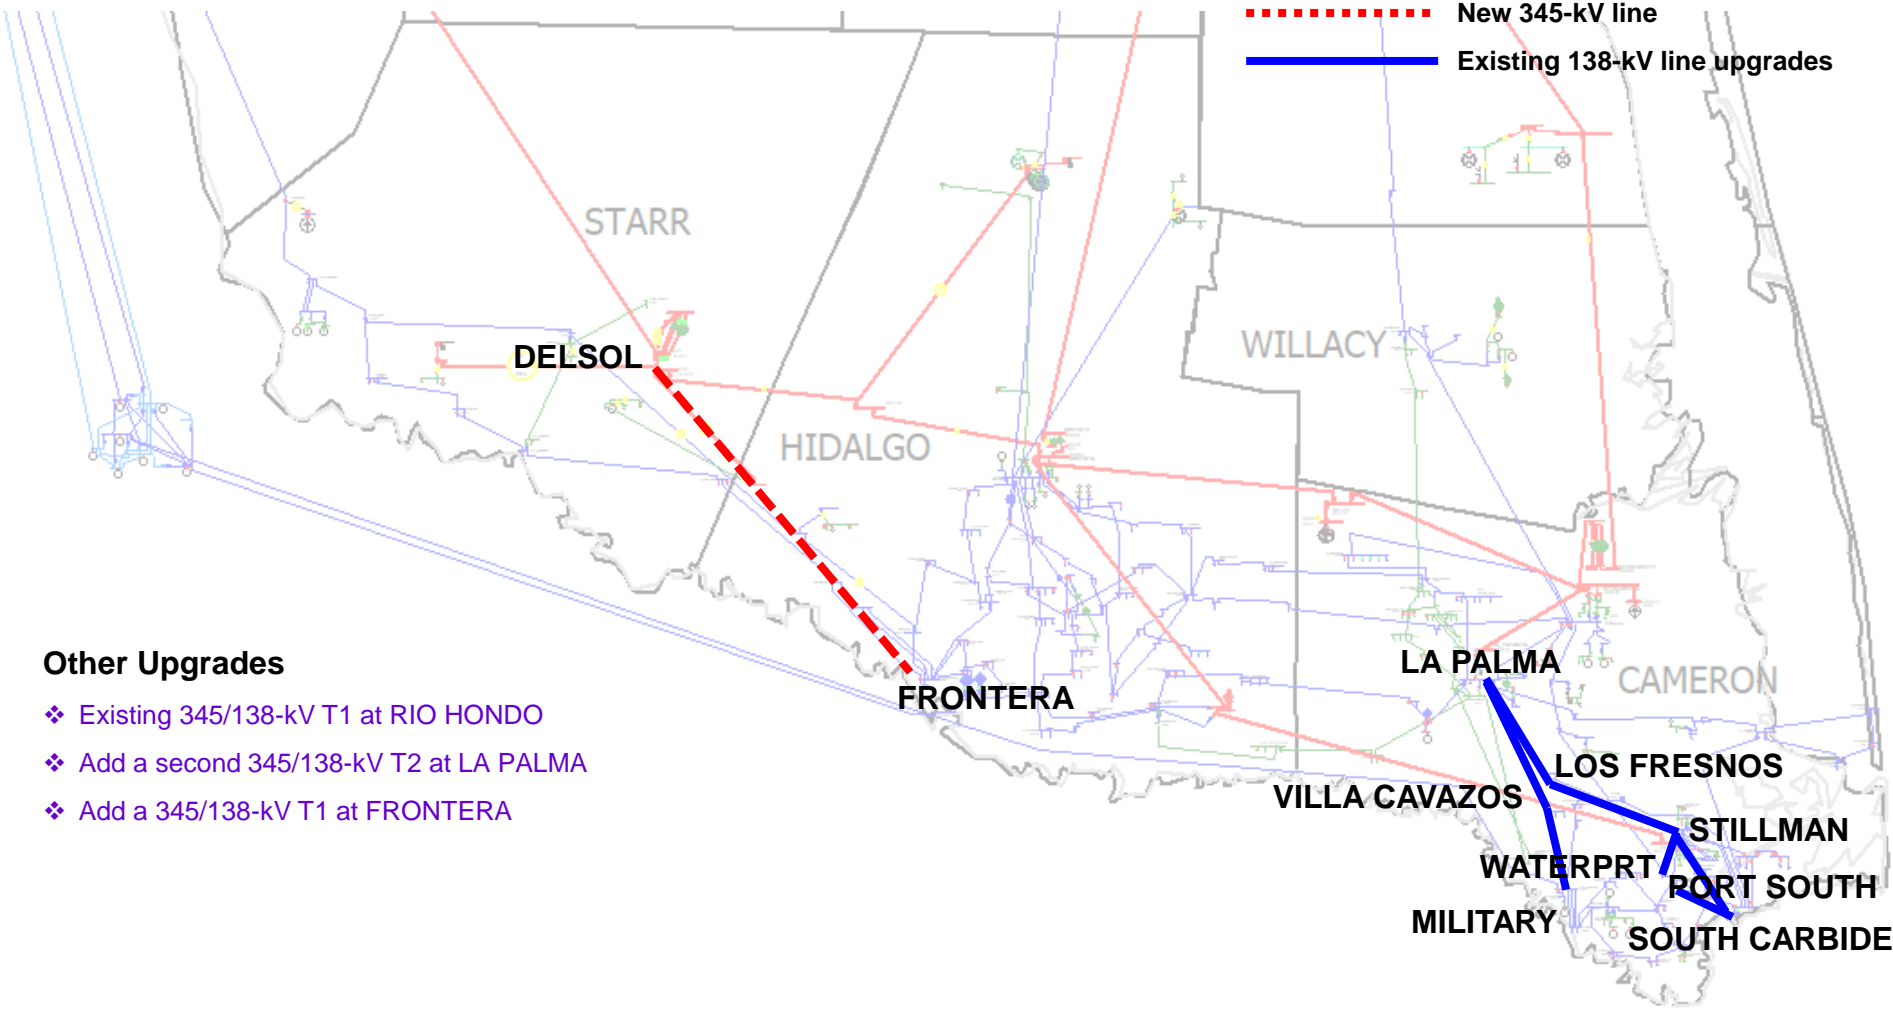 New 345-kV line
Existing 138-kV line upgrades
STARR
WILLACY
DELSOL
HIDALGO
LA PALMA
CAMERON
FRONTERA
Other Upgrades
❖ Existing 345/138-kV T1 at RIO HONDO
❖ Add a second 345/138-kV T2 at LA PALMA
❖ Add a 345/138-kV T1 at FRONTERA
LOS FRESNOS
VILLA CAVAZOS
STILLMAN
WATERPRT
PORT SOUTH
MILITARY
SOUTH CARBIDE